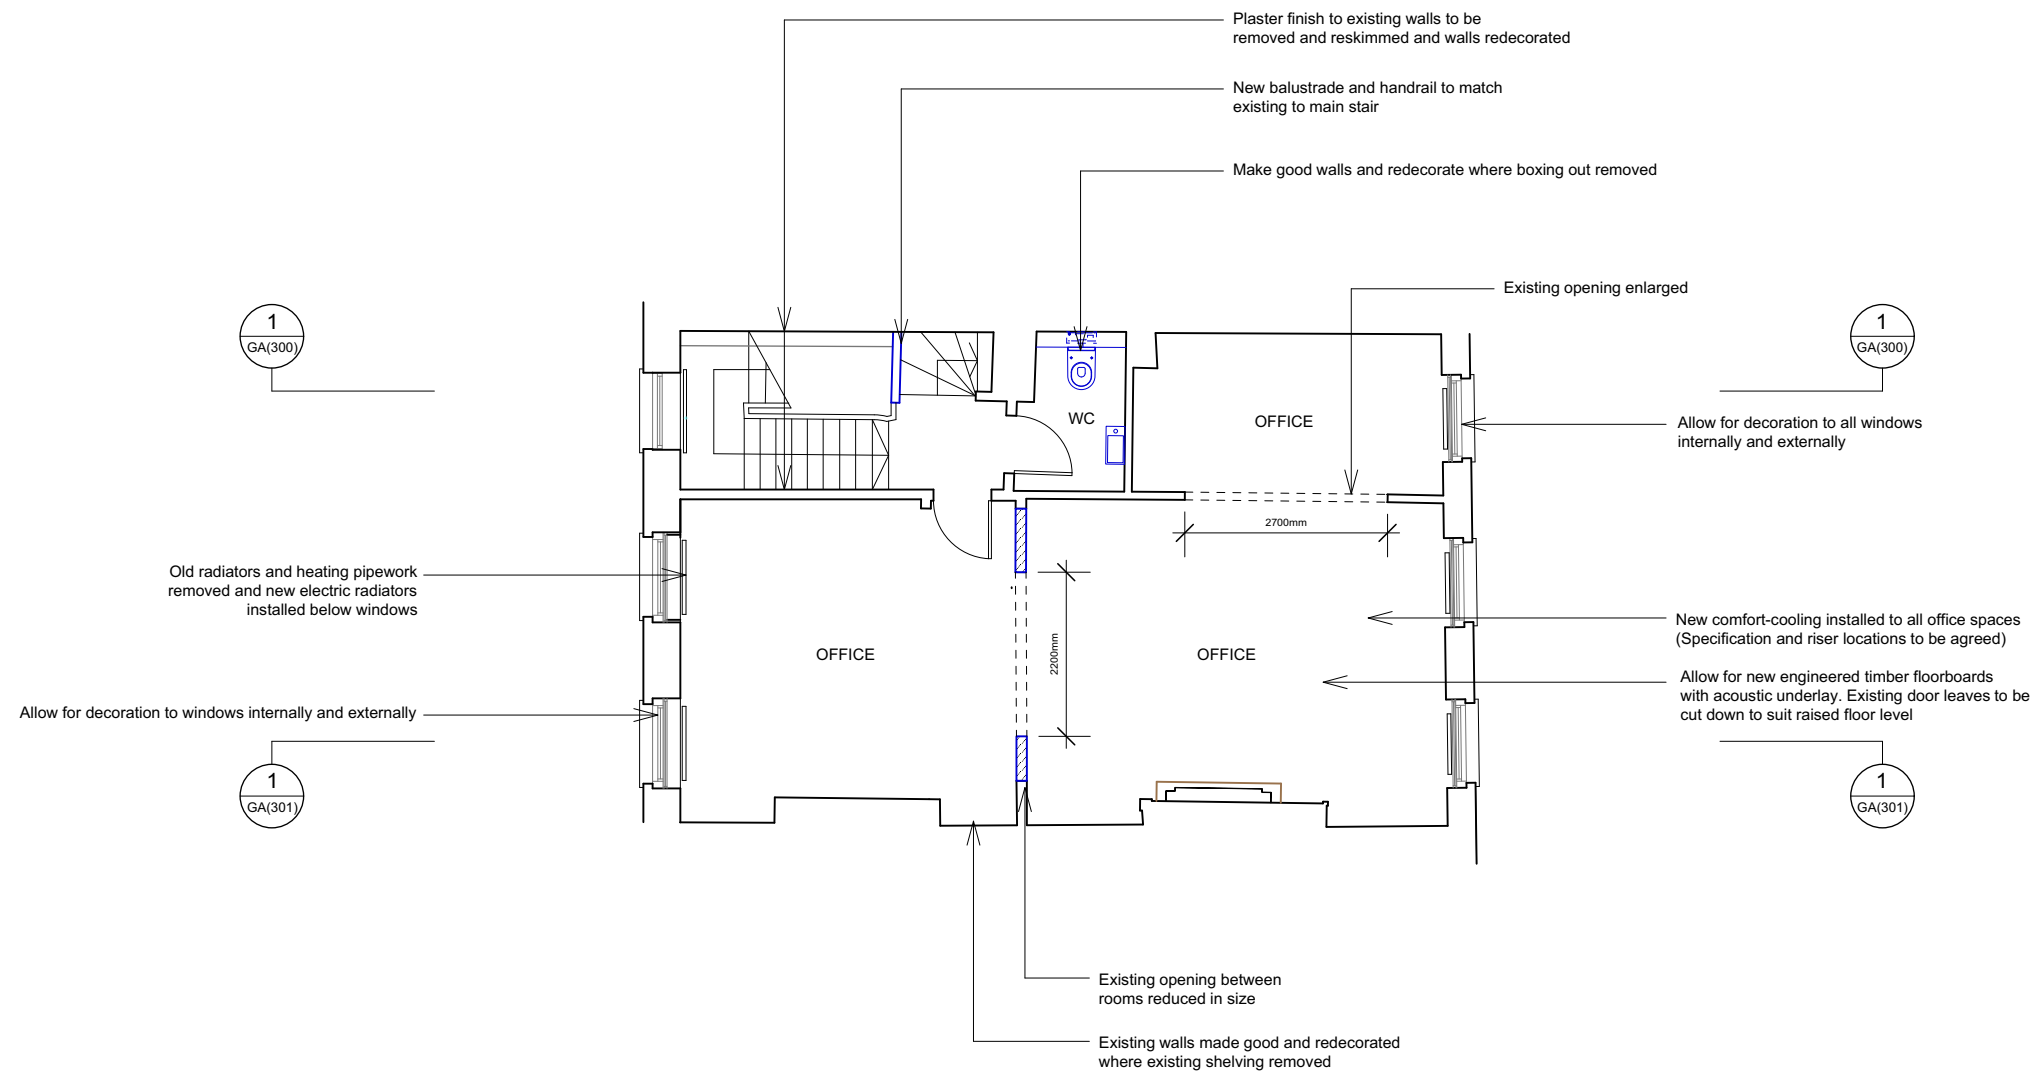 Plaster finish to existing walls to be
removed and reskimmed and walls redecorated
New balustrade and handrail to match
existing to main stair
Make good walls and redecorate where boxing out removed
Existing opening enlarged
1
GA(300)
1
GA(300)
WC
OFFICE
Allow for decoration to all windows
internally and externally
2700mm
Old radiators and heating pipework
removed and new electric radiators
installed below windows
New comfort-cooling installed to all office spaces
(Specification and riser locations to be agreed)
OFFICE
2200mm
OFFICE
Allow for new engineered timber floorboards
with acoustic underlay. Existing door leaves to be
cut down to suit raised floor level
Allow for decoration to windows internally and externally
1
GA(301)
1
GA(301)
Existing opening between
rooms reduced in size
Existing walls made good and redecorated
where existing shelving removed